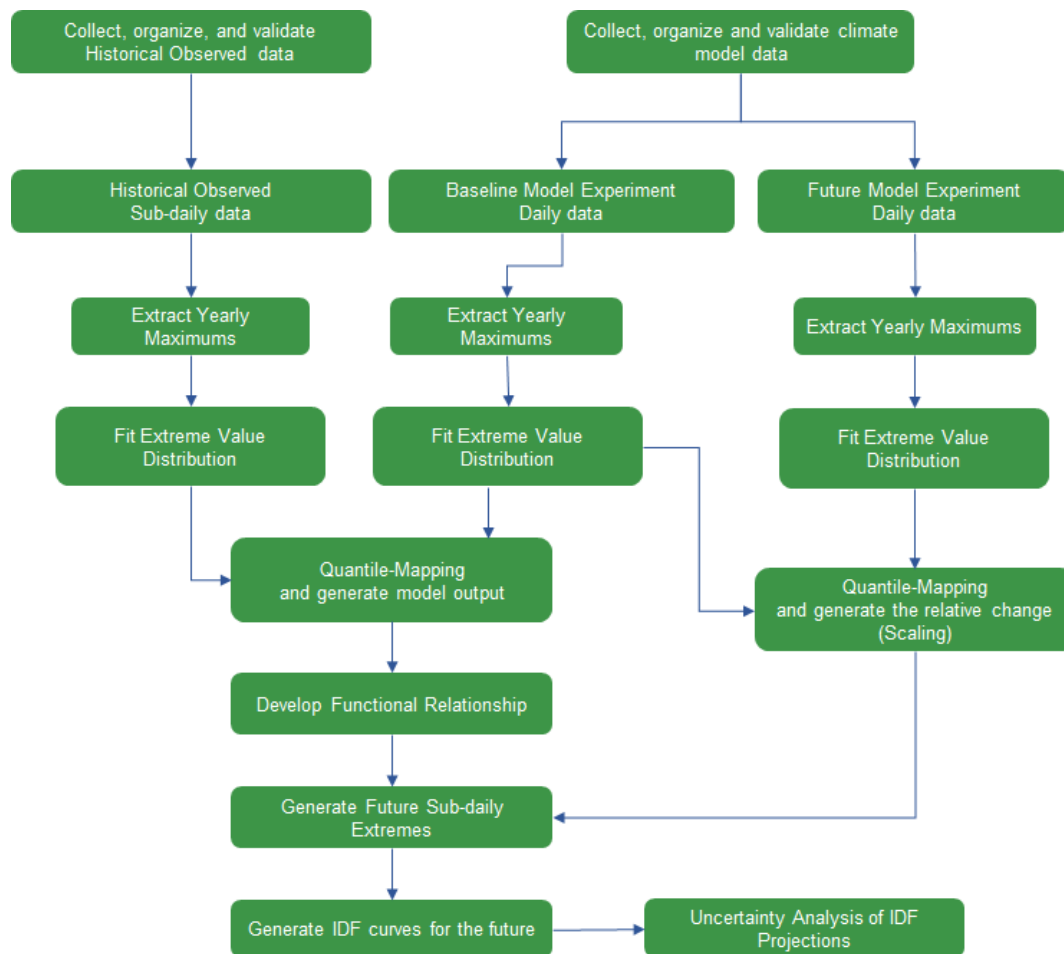 Collect, organize, and validate
Historical Observed data
Collect, organize and validate climate
model data
Historical Observed
Sub-daily data
Baseline Model Experiment
Daily data
Future Model Experiment
Daily data
Extract Yearly
Maximums
Extract Yearly
Maximums
Extract Yearly Maximums
Fit Extreme Value
Distribution
Fit Extreme Value
Distribution
Fit Extreme Value
Distribution
Quantile-Mapping
and generate model output
Quantile-Mapping
and generate the relative change
(Scaling)
Develop Functional Relationship
Generate Future Sub-daily
Extremes
Generate IDF curves for the future
Uncertainty Analysis of IDF
Projections